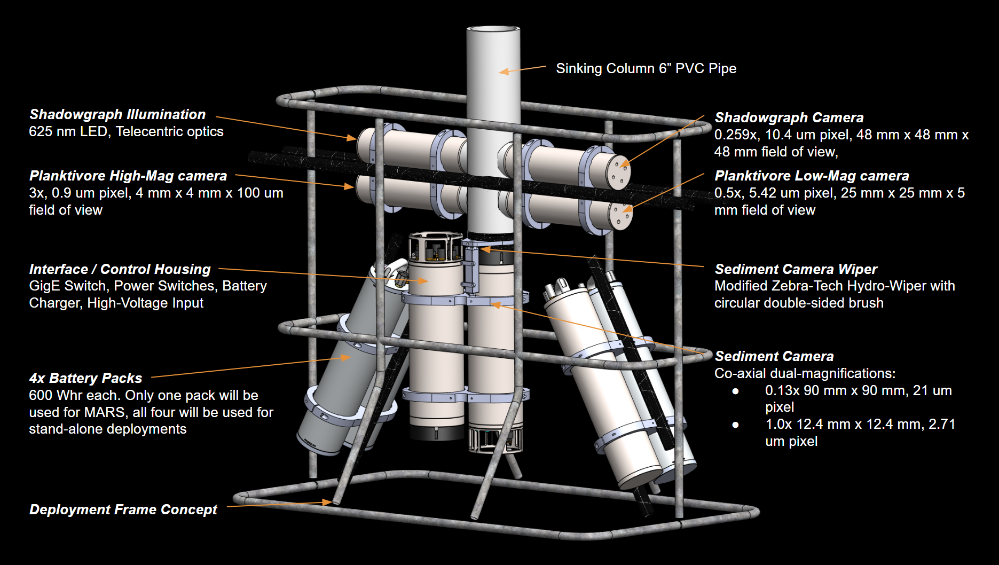 Sinking Column 6” PVC Pipe
Shadowgraph Illumination
625 nm LED, Telecentric optics
Planktivore High-Mag camera
3x, 0.9 um pixel, 4 mm x 4 mm x 100 um
field of view
Interface / Control Housing
GigE Switch, Power Switches, Battery
Charger, High-Voltage Input
4x Battery Packs
600 Whr each. Only one pack will be
used for MARS, all four will be used for
stand-alone deployments
Deployment Frame Concept
Shadowgraph Camera
0.259x, 10.4 um pixel, 48 mm x 48 mm x
48 mm field of view,
Planktivore Low-Mag camera
0.5x, 5.42 um pixel, 25 mm x 25 mm x 5
mm field of view
Sediment Camera Wiper
Modified Zebra-Tech Hydro-Wiper with
circular double-sided brush
Sediment Camera
Co-axial dual-magnifications:
● 0.13x 90 mm x 90 mm, 21 um
pixel
● 1.0x 12.4 mm x 12.4 mm, 2.71
um pixel